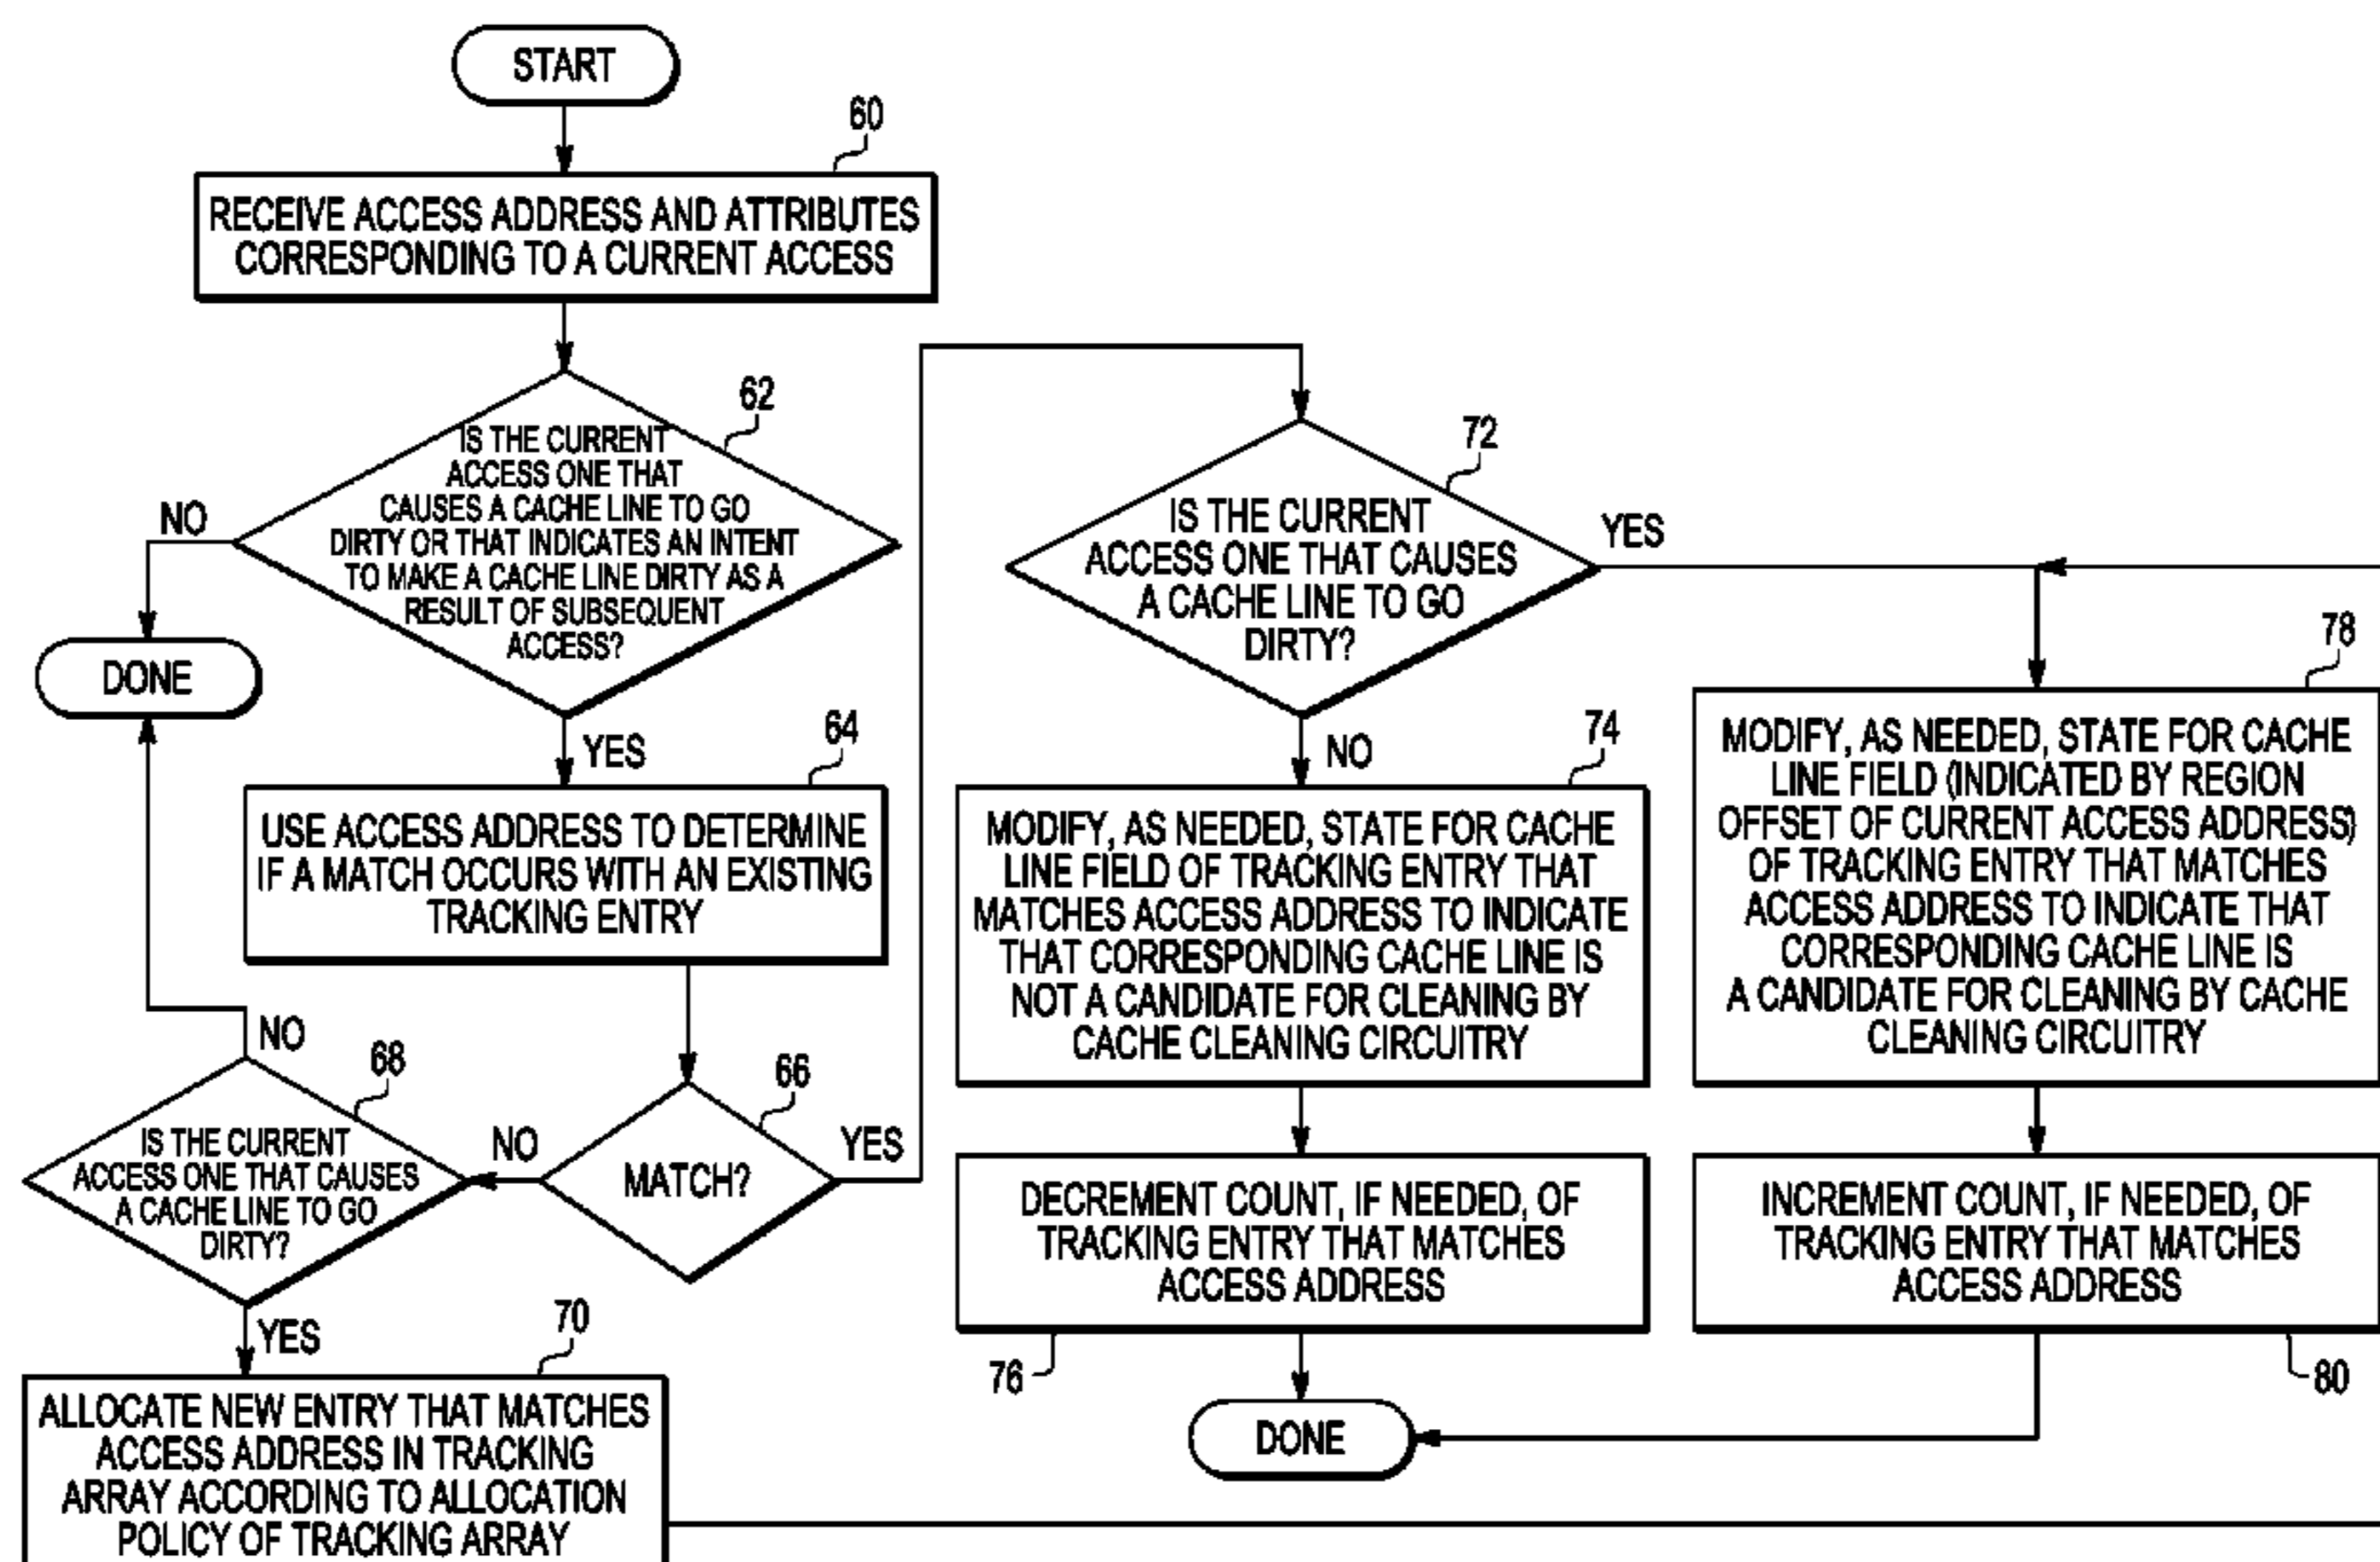 START
60
RECEIVE ACCESS ADDRESS AND ATTRIBUTES
CORRESPONDING TO A CURRENT ACCESS
62
IS THE CURRENT
ACCESS ONE THAT
CAUSES A CACHE LINE TO GO
DIRTY OR THAT INDICATES AN INTENT
TO MAKE A CACHE LINE DIRTY AS A
RESULT OF SUBSEQUENT
ACCESS?
NO
DONE
YES
64
USE ACCESS ADDRESS TO DETERMINE
IF A MATCH OCCURS WITH AN EXISTING
TRACKING ENTRY
66
MATCH?
NO
YES
68
IS THE CURRENT
ACCESS ONE THAT CAUSES
A CACHE LINE TO GO
DIRTY?
NO
YES
70
ALLOCATE NEW ENTRY THAT MATCHES
ACCESS ADDRESS IN TRACKING
ARRAY ACCORDING TO ALLOCATION
POLICY OF TRACKING ARRAY
72
IS THE CURRENT
ACCESS ONE THAT CAUSES
A CACHE LINE TO GO
DIRTY?
YES
NO
74
MODIFY, AS NEEDED, STATE FOR CACHE
LINE FIELD OF TRACKING ENTRY THAT
MATCHES ACCESS ADDRESS TO INDICATE
THAT CORRESPONDING CACHE LINE IS
NOT A CANDIDATE FOR CLEANING BY
CACHE CLEANING CIRCUITRY
DECREMENT COUNT, IF NEEDED, OF
TRACKING ENTRY THAT MATCHES
ACCESS ADDRESS
76
DONE
78
MODIFY, AS NEEDED, STATE FOR CACHE
LINE FIELD (INDICATED BY REGION
OFFSET OF CURRENT ACCESS ADDRESS)
OF TRACKING ENTRY THAT MATCHES
ACCESS ADDRESS TO INDICATE THAT
CORRESPONDING CACHE LINE IS
A CANDIDATE FOR CLEANING BY CACHE
CLEANING CIRCUITRY
INCREMENT COUNT, IF NEEDED, OF
TRACKING ENTRY THAT MATCHES
ACCESS ADDRESS
80